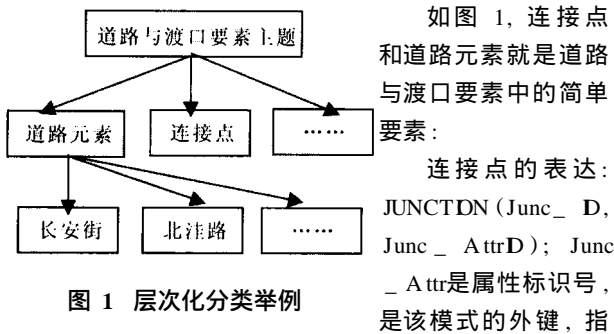 道路与渡口要素主题
道路元素
连接点
……
长安街
北洼路
……
图 1 层次化分类举例
如图 1, 连接点
和道路元素就是道路
与渡口要素中的简单
要素:
连接点的表达:
JUNCTION (Junc_ ID,
Junc _ AttrID); Junc
_ Attr是属性标识号,
是该模式的外键, 指